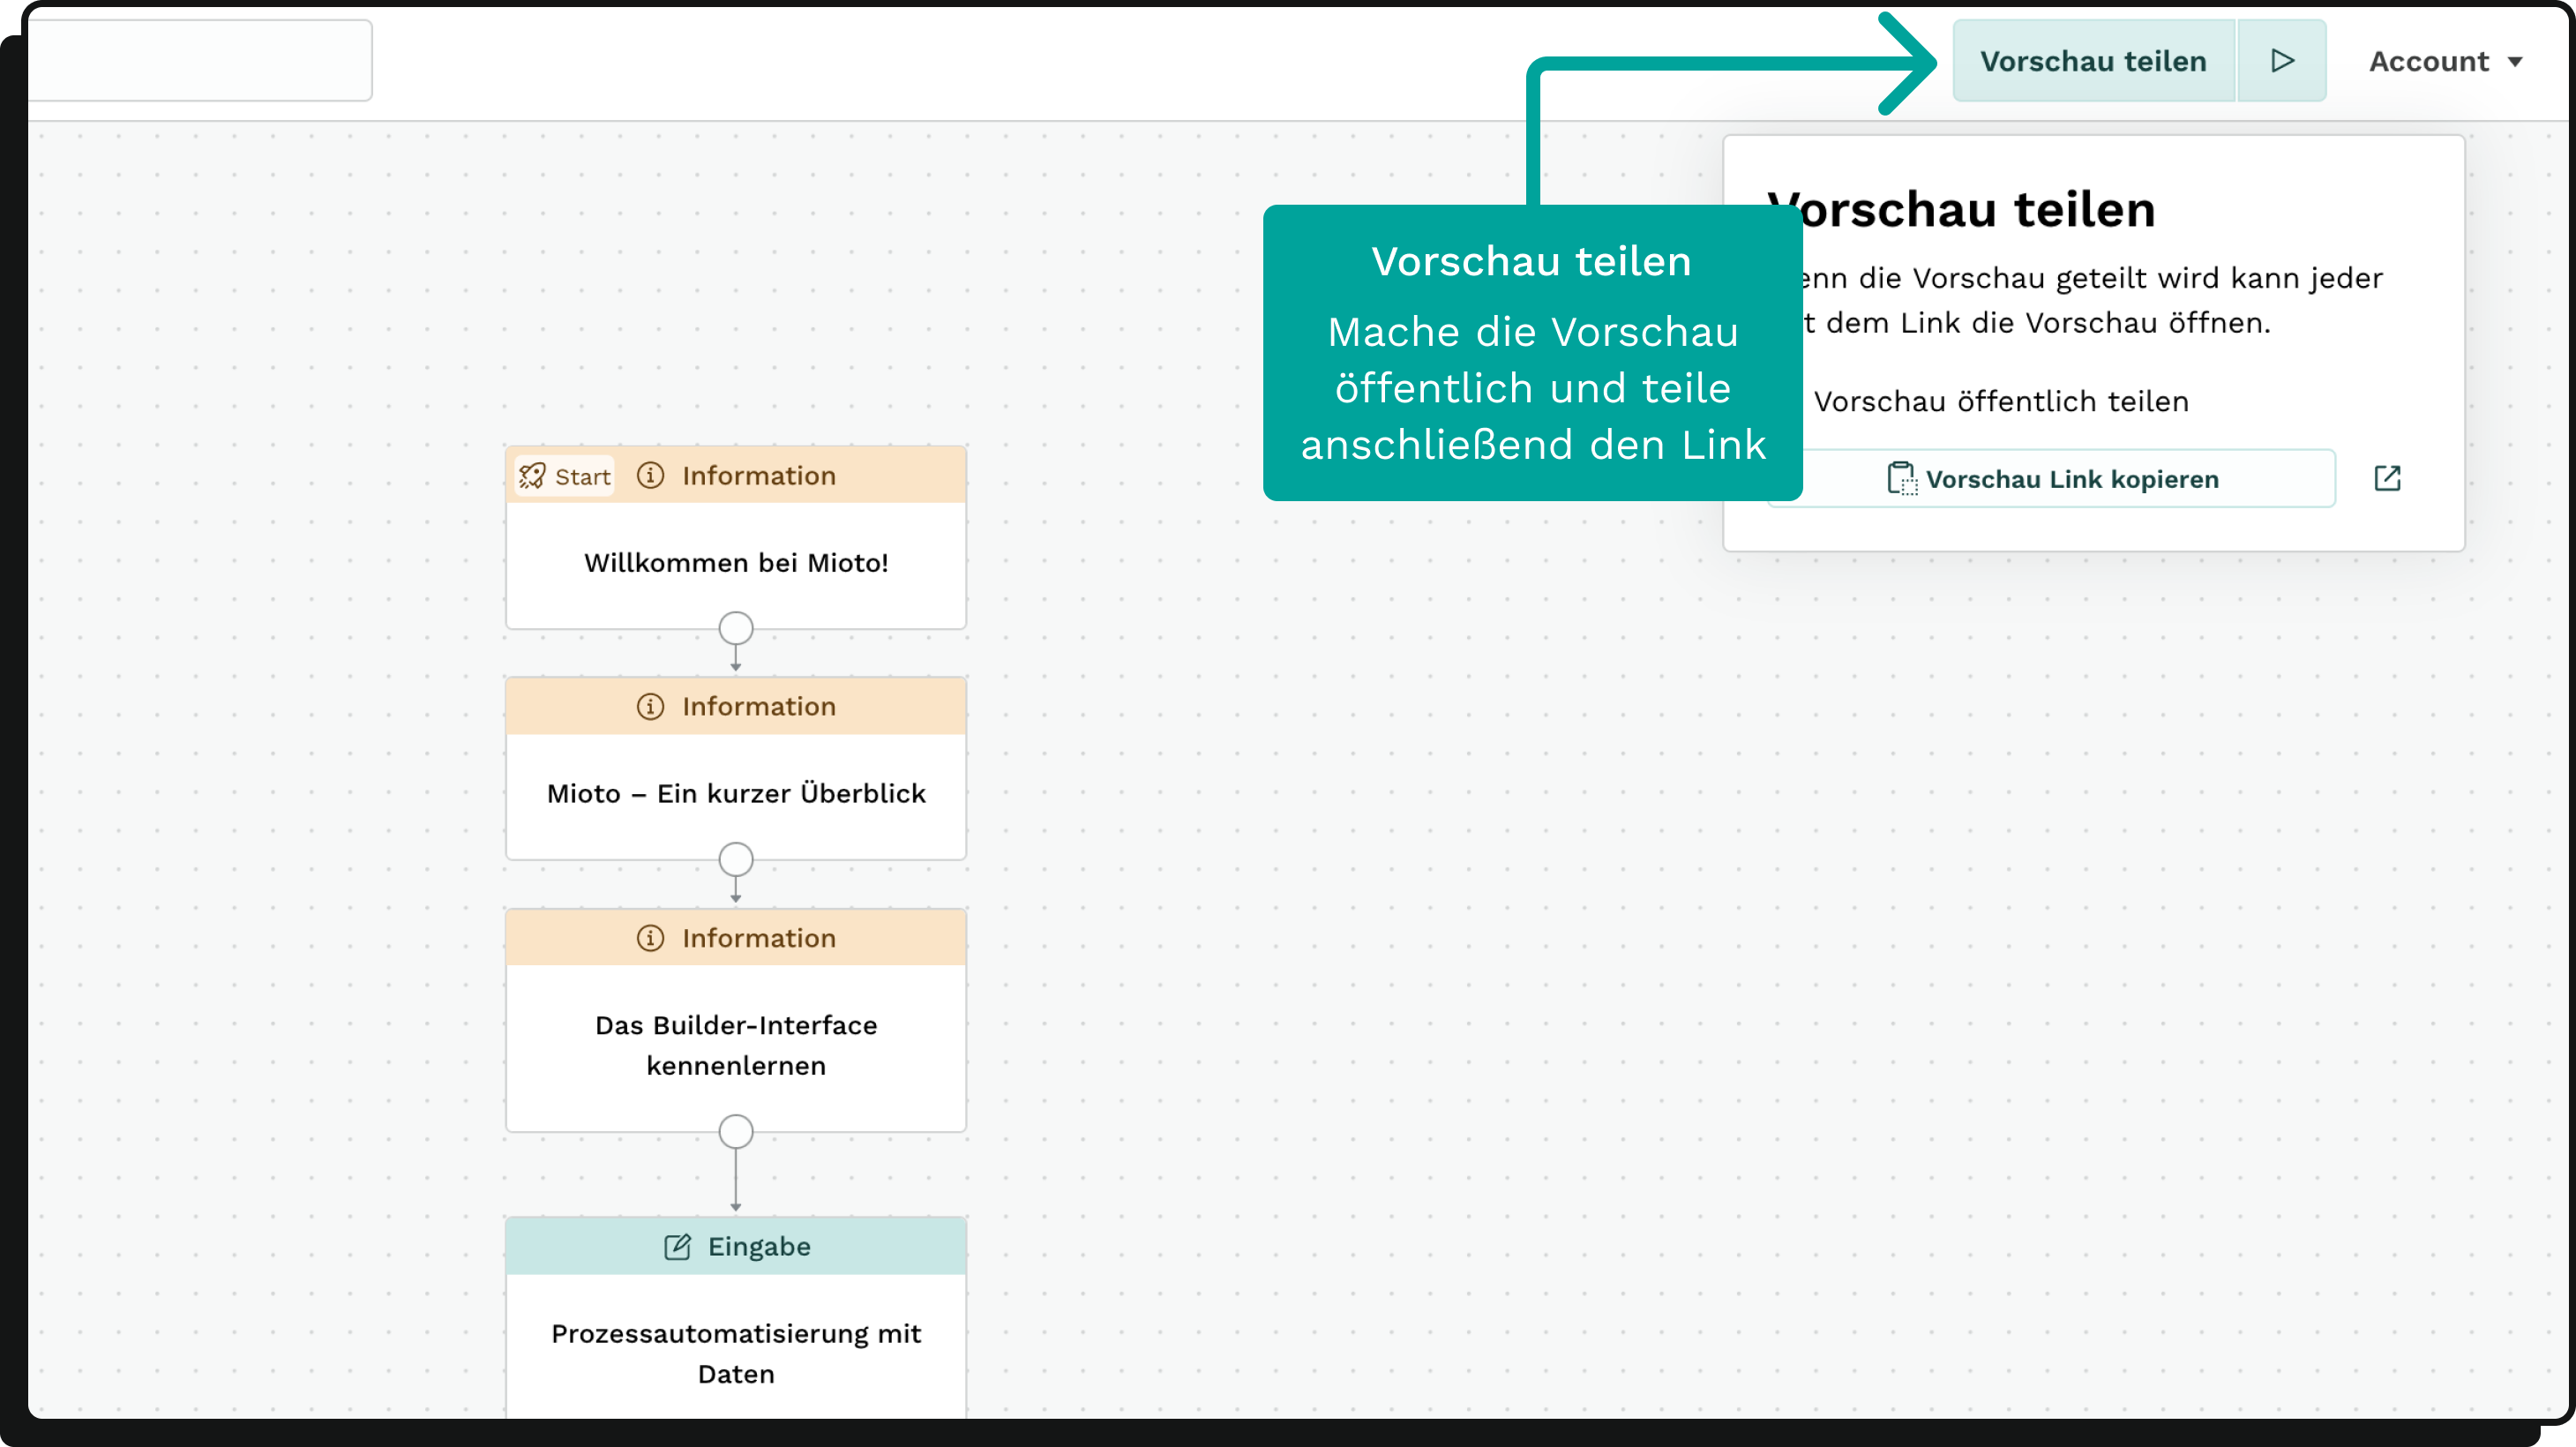 Vorschau teilen
Account
Vorschau teilen
Mache die Vorschau
öffentlich und teile
anschließend den Link
Vorschau teilen
die Vorschau geteilt wird kann jeder
dem Link die Vorschau öffnen.
Vorschau öffentlich teilen
Vorschau Link kopieren
Start
Information
Willkommen bei Mioto!
Information
Mioto – Ein kurzer Überblick
Information
Das Builder-Interface
kennenlernen
Eingabe
Prozessautomatisierung mit
Daten